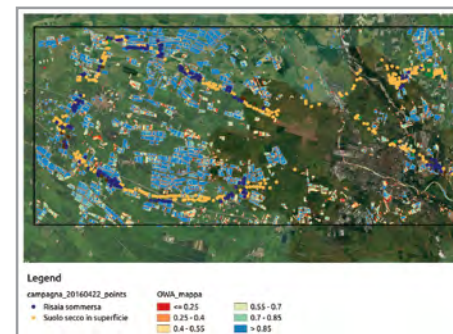 Legend
campagna_20160422_points
Risaia sommersa
Suolo secco in superficie
OWA_mappa
<= 0.25
0.25 - 0.4
0.4 - 0.55
0.55 - 0.7
0.7 - 0.85
> 0.85